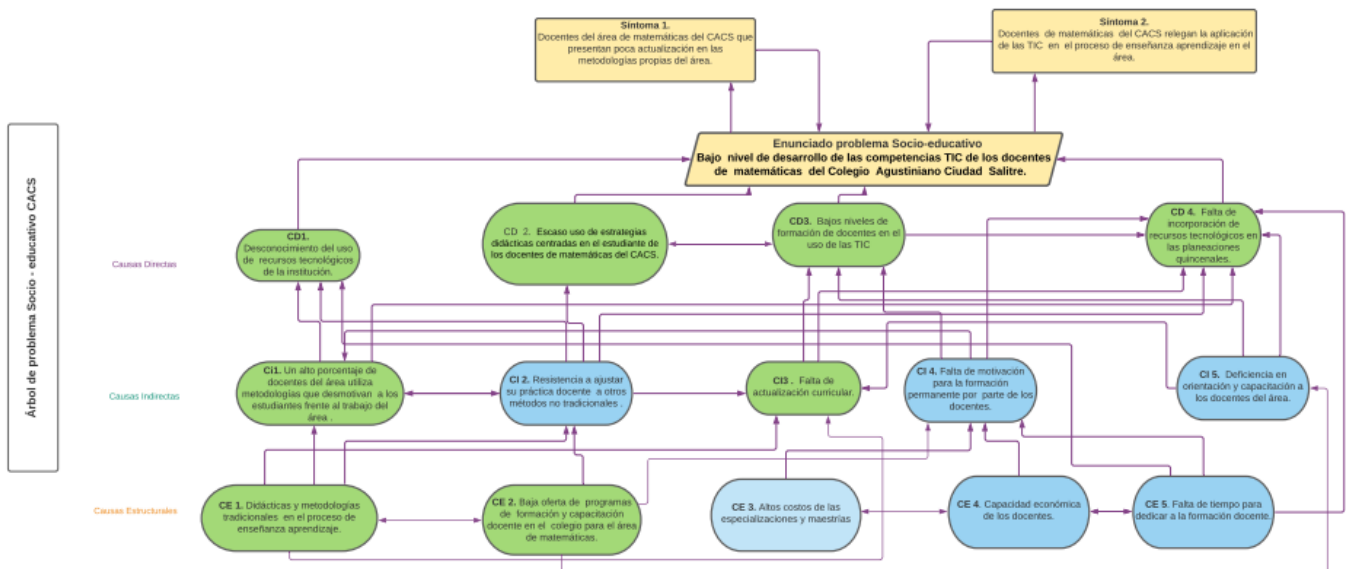 Síntoma 1.
Docentes del área de matemáticas del CACS que
presentan poca actualización en las
metodologías propias del área.
Síntoma 2.
Docentes de matemáticas del CACS relegan la aplicación
de las TIC en el proceso de enseñanza aprendizaje en el
área.
Árbol de problema Socio - educativo CACS
Enunciado problema Socio-educativo
Bajo nivel de desarrollo de las competencias TIC de los docentes
de matemáticas del Colegio Agustiniano Ciudad Salitre.
Causas Directas
CD1.
Desconocimiento del uso
de recursos tecnológicos
de la institución.
CD 2. Escaso uso de estrategias
didácticas centradas en el estudiante de
los docentes de matemáticas del CACS.
CD3. Bajos niveles de
formación de docentes en el
uso de las TIC
CD 4. Falta de
incorporación de
recursos tecnológicos en
las planeaciones
quincenales.
Causas Indirectas
Ci1. Un alto porcentaje de
docentes del área utiliza
metodologías que desmotivan a los
estudiantes frente al trabajo del
área .
CI 2. Resistencia a ajustar
su práctica docente a otros
métodos no tradicionales .
CI3 . Falta de
actualización curricular.
CI 4. Falta de motivación
para la formación
permanente por parte de los
docentes.
CI 5. Deficiencia en
orientación y capacitación a
los docentes del área.
Causas Estructurales
CE 1. Didácticas y metodologías
tradicionales en el proceso de
enseñanza aprendizaje.
CE 2. Baja oferta de programas
de formación y capacitación
docente en el colegio para el área
de matemáticas.
CE 3. Altos costos de las
especializaciones y maestrías
CE 4. Capacidad económica
de los docentes.
CE 5. Falta de tiempo para
dedicar a la formación docente.